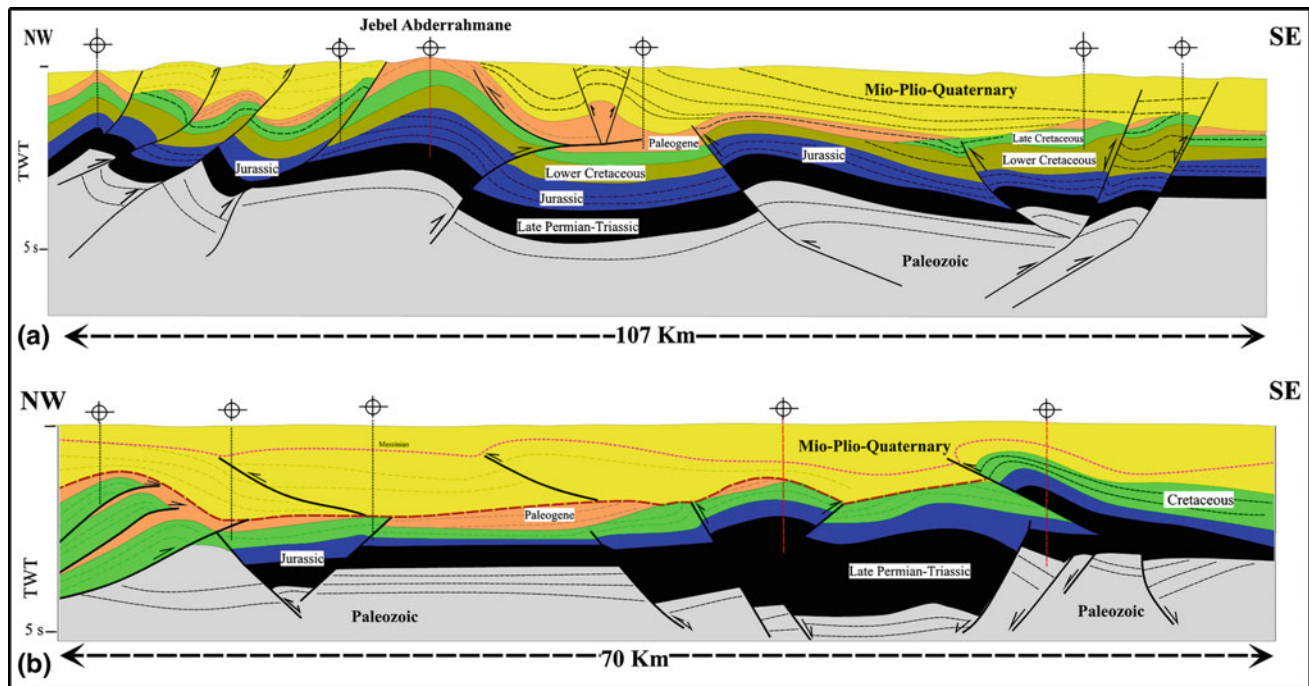 Jebel Abderrahmane
NW
SE
Mio-Plio-Quaternary
Late Cretaceous
Paleogene
Jurassic
Lower Cretaceous
Lower Cretaceous
Jurassic
Jurassic
Late Permian-Triassic
TWT
5 s
Paleozoic
(a)
107 Km
NW
SE
Messinian
Mio-Plio-Quaternary
Cretaceous
Paleogene
Jurassic
Late Permian-Triassic
TWT
Paleozoic
Paleozoic
5 s
(b)
70 Km